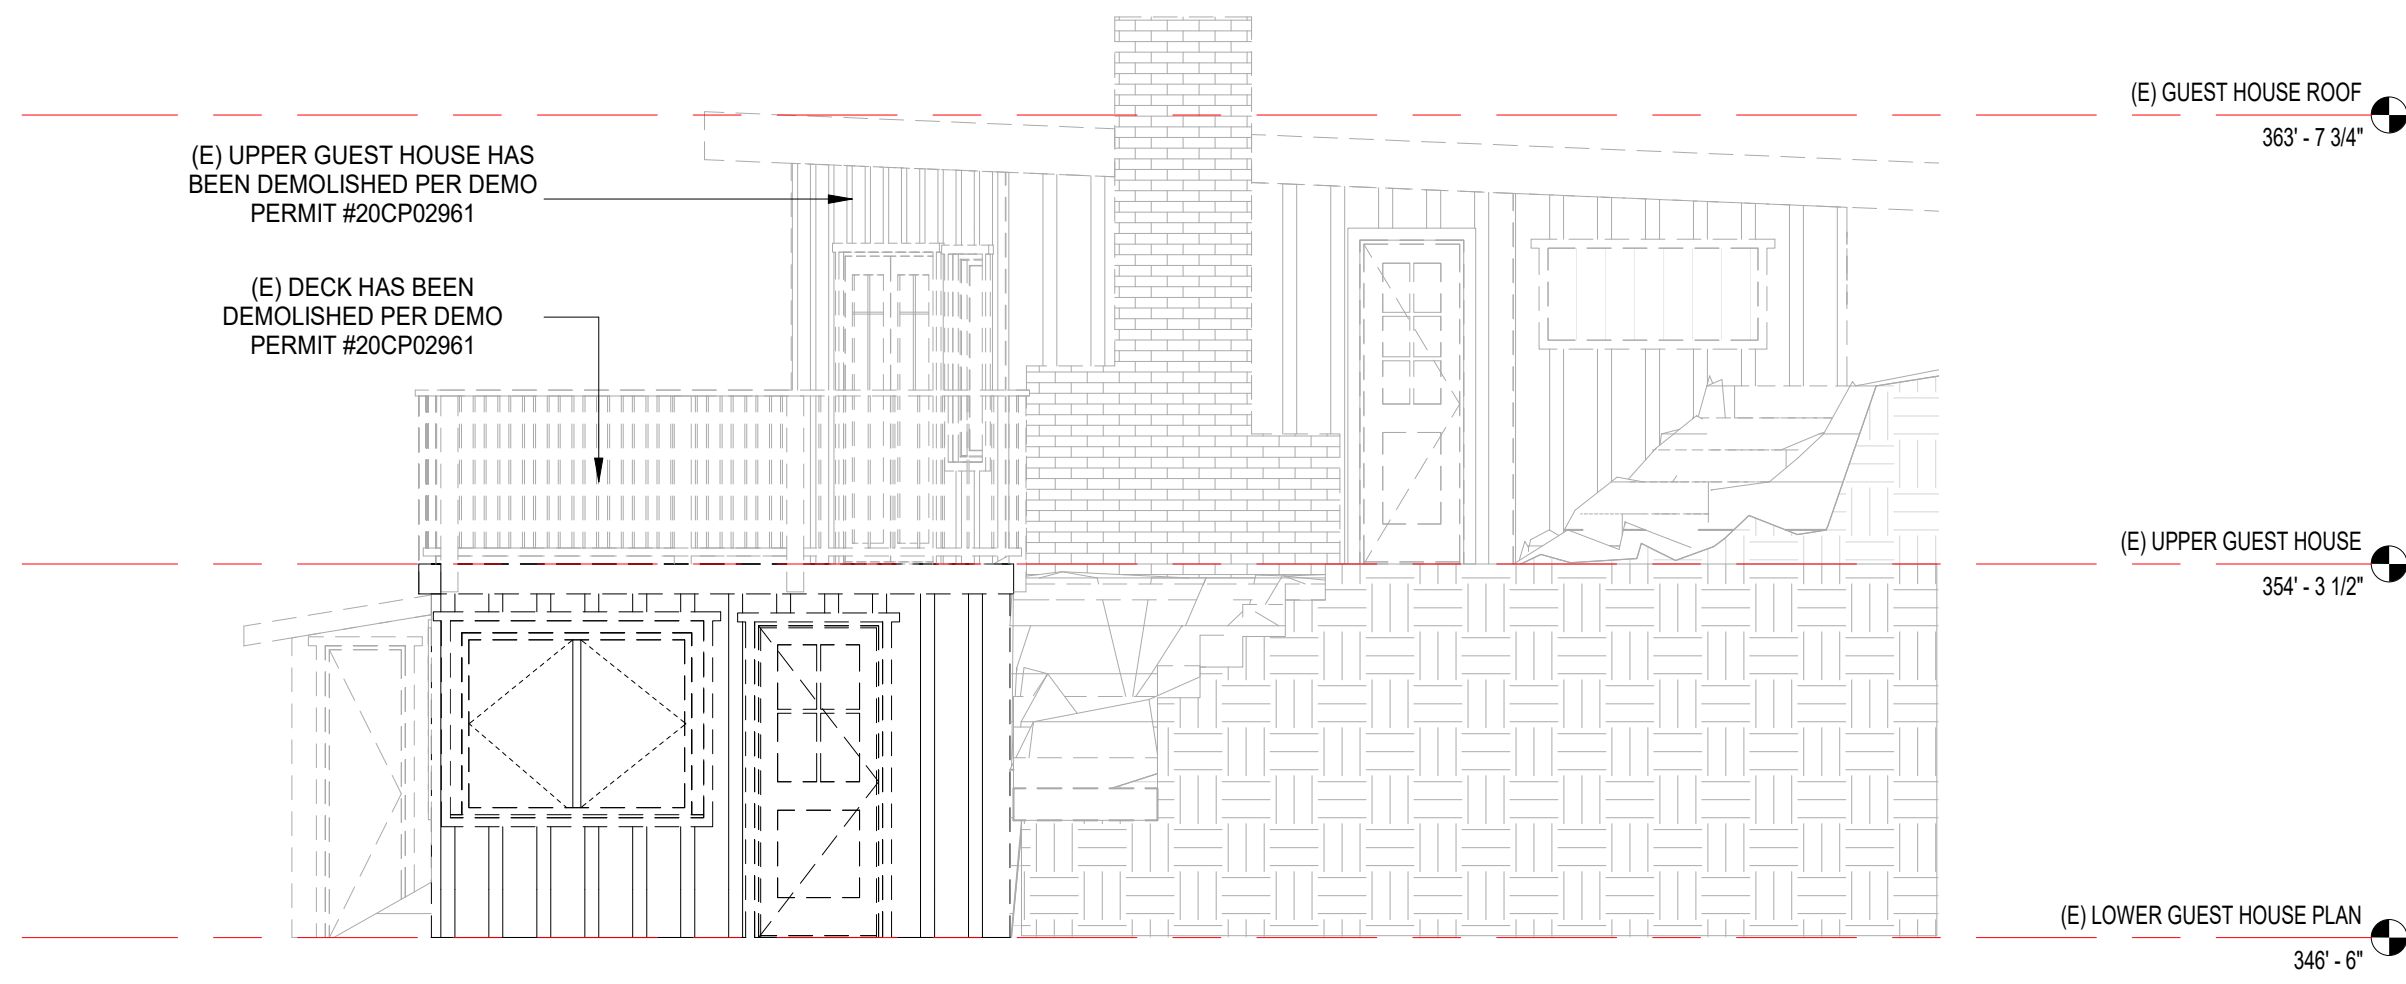 (E) GUEST HOUSE ROOF
363' - 7 3/4"
(E) UPPER GUEST HOUSE HAS
BEEN DEMOLISHED PER DEMO
PERMIT #20CP02961
(E) DECK HAS BEEN
DEMOLISHED PER DEMO
PERMIT #20CP02961
(E) UPPER GUEST HOUSE
354' - 3 1/2"
(E) LOWER GUEST HOUSE PLAN
346' - 6"